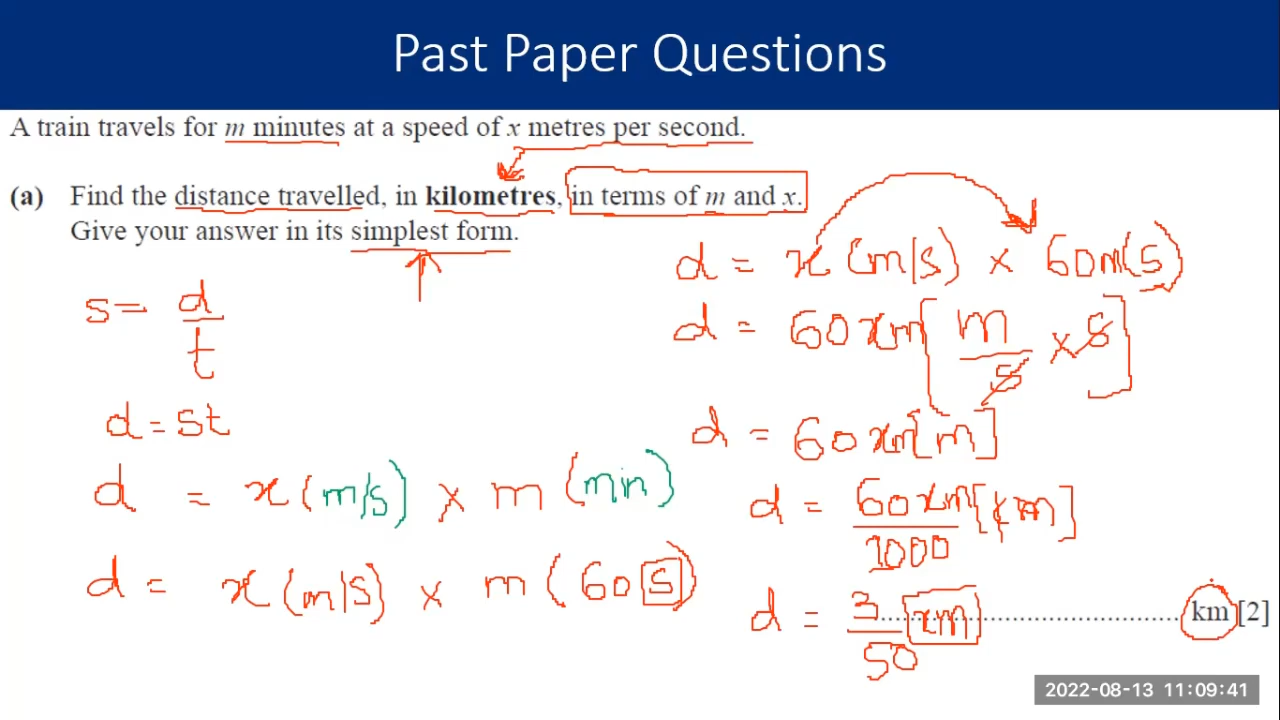 Past Paper Questions
A train travels for m minutes at a speed of x metres per second.
(a) Find the distance travelled, in kilometres, in terms of m and x.
Give your answer in its simplest form.
s = d/t
d = st
d = x (m/s) × m (min)
d = x (m/s) × m (60 s)
d = x (m/s) × 60m(s)
d = 60xm [m/s × s]
d = 60xm[m]
d = 60xm/1000 [km]
d = 3/50 xm ........................................ km [2]
2022-08-13 11:09:41